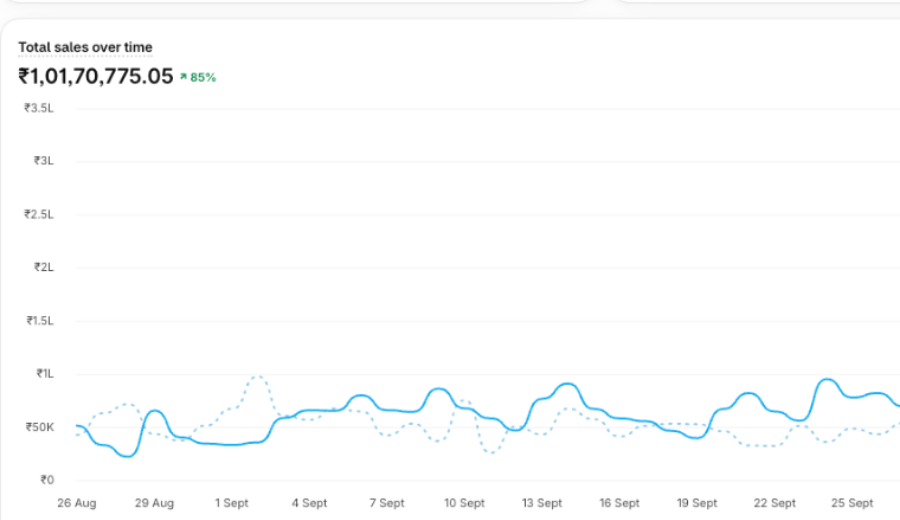 Total sales over time
₹1,01,70,775.05 ↗ 85%
₹3.5L
₹3L
₹2.5L
₹2L
₹1.5L
₹1L
₹50K
₹0
26 Aug 29 Aug 1 Sept 4 Sept 7 Sept 10 Sept 13 Sept 16 Sept 19 Sept 22 Sept 25 Sept